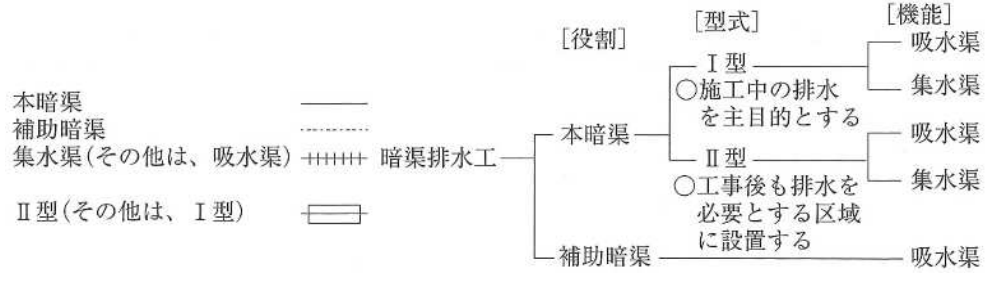 本暗渠
補助暗渠
集水渠(その他は、吸水渠)
Ⅱ型(その他は、Ⅰ型)
暗渠排水工
[役割]
本暗渠
補助暗渠
[型式]
Ⅰ型
○施工中の排水
を主目的とする
Ⅱ型
○工事後も排水を
必要とする区域
に設置する
[機能]
吸水渠
集水渠
吸水渠
集水渠
吸水渠